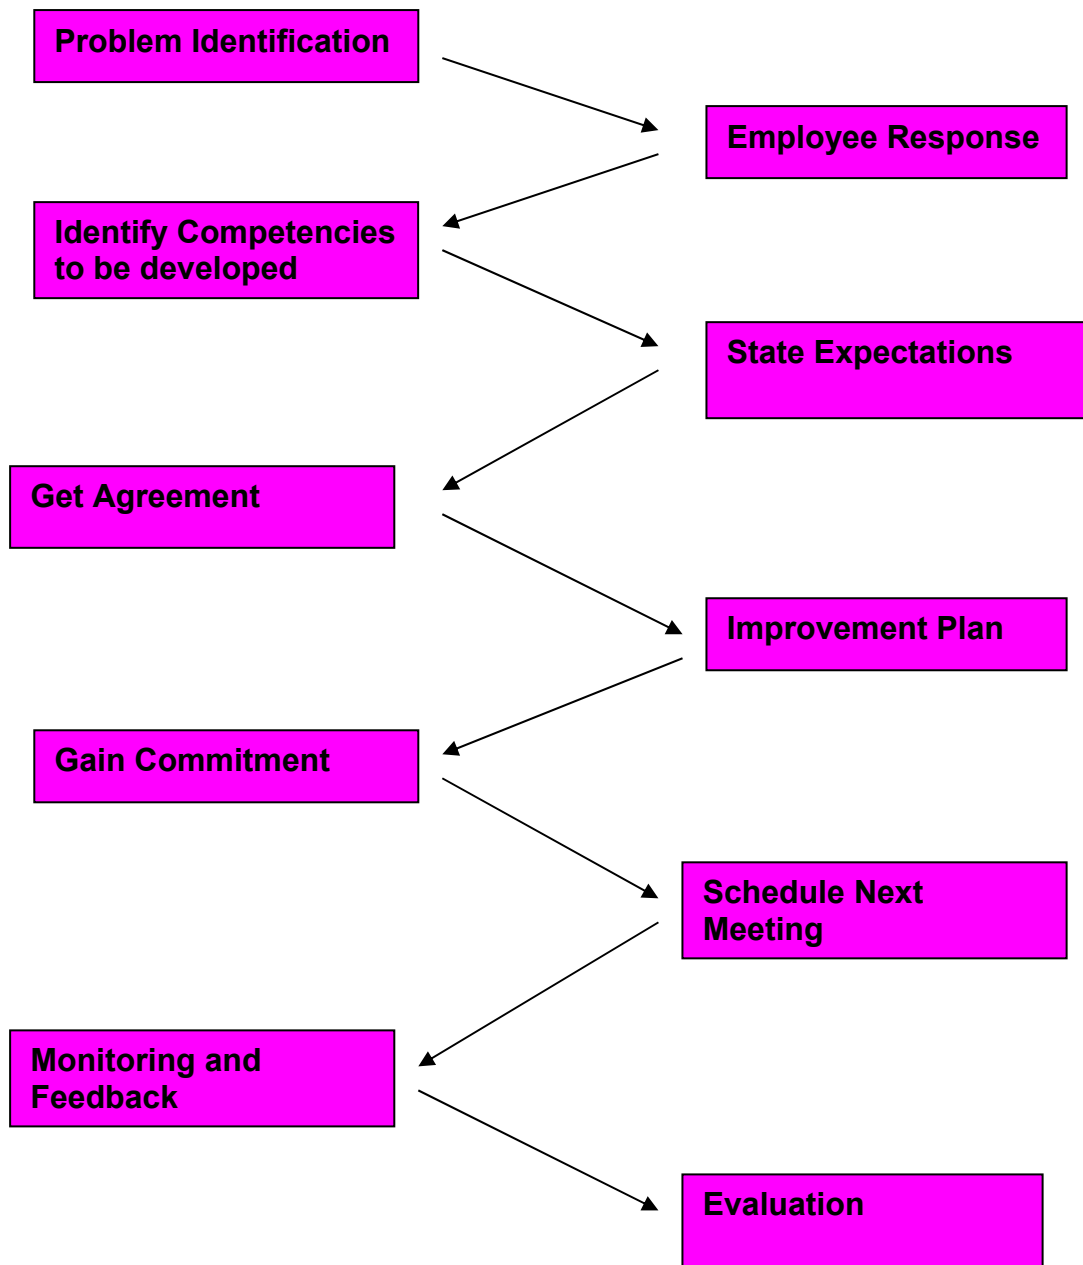 Problem Identification
Employee Response
Identify Competencies
to be developed
State Expectations
Get Agreement
Improvement Plan
Gain Commitment
Schedule Next
Meeting
Monitoring and
Feedback
Evaluation